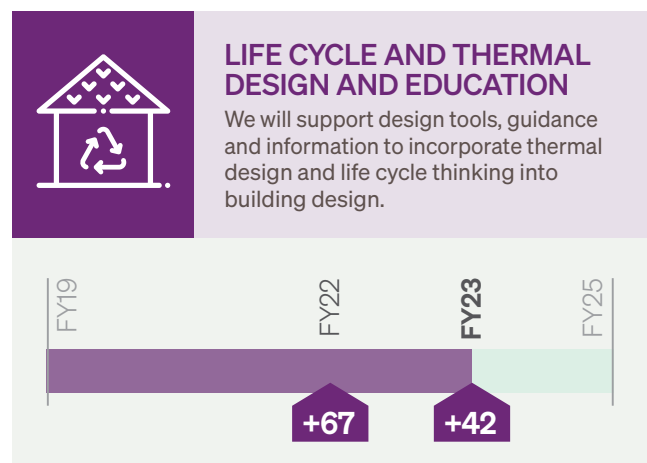 LIFE CYCLE AND THERMAL
DESIGN AND EDUCATION
We will support design tools, guidance
and information to incorporate thermal
design and life cycle thinking into
building design.
FY19
FY22
FY23
FY25
+67
+42